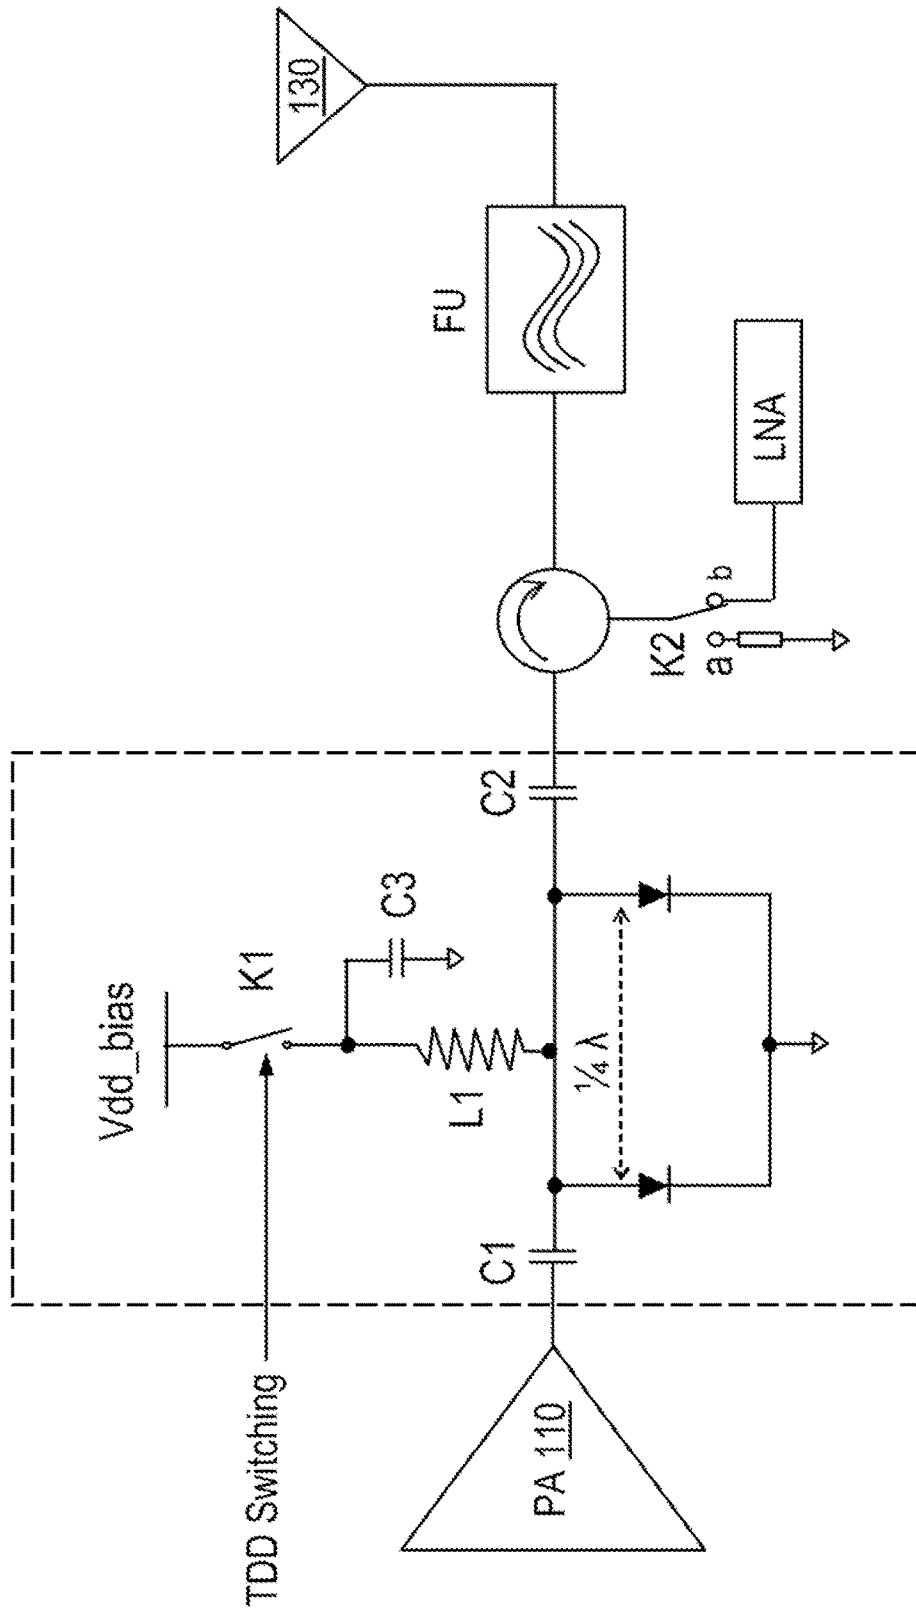 TDD Switching
Vdd_bias
K1
C3
L1
¼ λ
C1
C2
PA 110
K2
a
b
LNA
FU
130